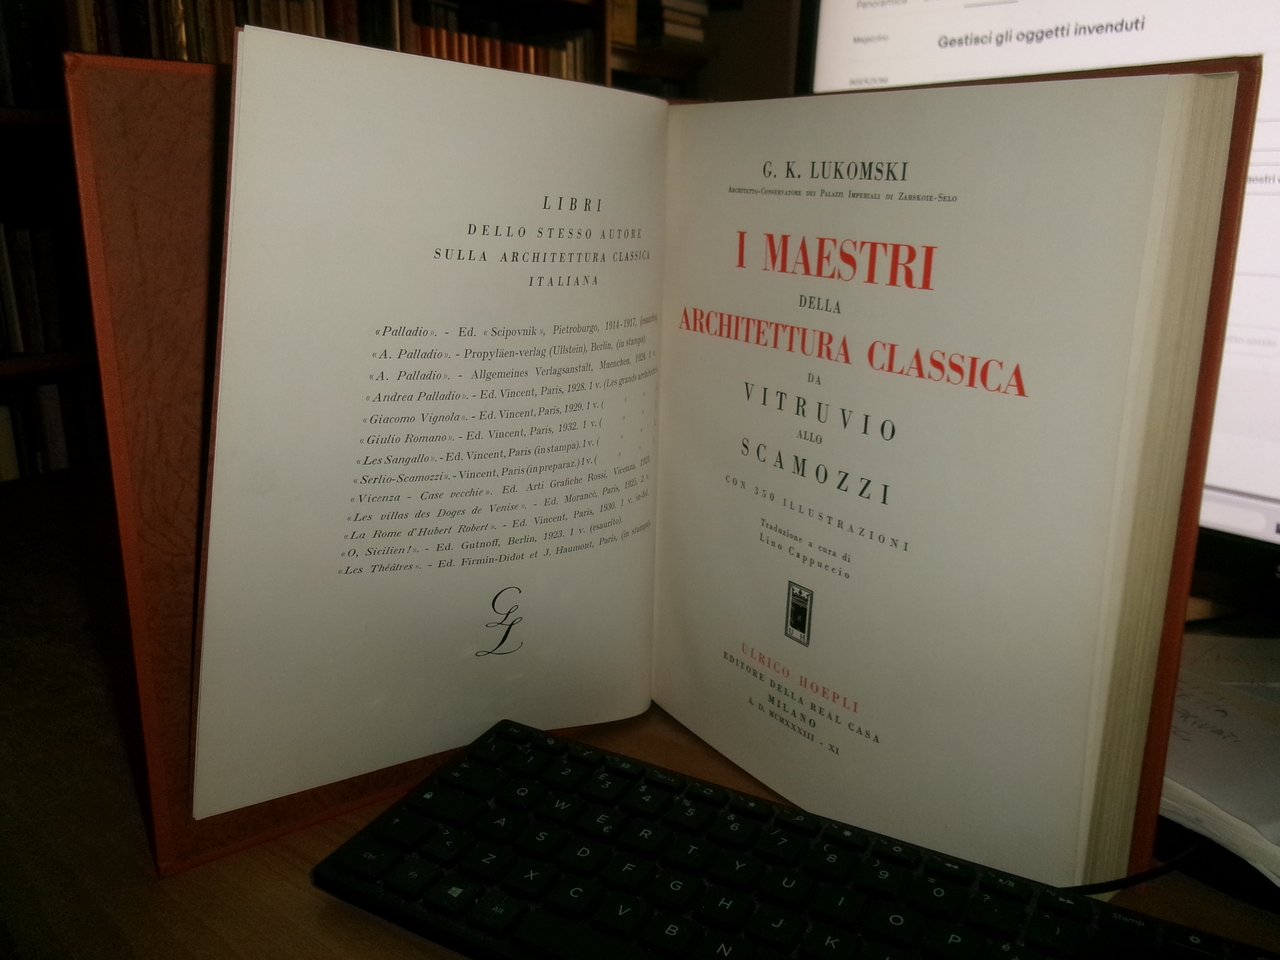 LIBRI
DELLO STESSO AUTORE
SULLA ARCHITETTURA CLASSICA
ITALIANA
«Palladio». - Ed. «Scipovnik», Pietroburgo, 1914-1917, (esaurito)
«A. Palladio». - Propyläen-verlag (Ullstein), Berlin, (in stampa).
«A. Palladio». - Allgemeines Verlagsanstalt, Muenchen, 1924. 1 v.
«Andrea Palladio». - Ed. Vincent, Paris, 1928. 1 v. (Les grands architectes
«Giacomo Vignola». - Ed. Vincent, Paris, 1929. 1 v. ( " "
«Giulio Romano». - Ed. Vincent, Paris, 1932. 1 v. ( " "
«Les Sangallo». - Ed. Vincent, Paris (in stampa). 1 v. ( " "
«Serlio-Scamozzi». - Vincent, Paris (in preparaz.) 1 v. ( " "
«Vicenza - Case vecchie». Ed. Arti Grafiche Rossi, Vicenza,
«Les villas des Doges de Venise». - Ed. Morancé, Paris, 1925. 2 v.
«La Rome d'Hubert Robert». - Ed. Vincent, Paris, 1930. 1 v. in-fol.
«O, Sicilien!». - Ed. Gutnoff, Berlin, 1923. 1 v. (esaurito).
«Les Théâtres». - Ed. Firmin-Didot et J. Haumont, Paris, (in stampa).
G. K. LUKOMSKI
Architetto-Conservatore dei Palazzi Imperiali di Zarskoie-Selo
I MAESTRI
DELLA
ARCHITETTURA CLASSICA
DA
VITRUVIO
ALLO
SCAMOZZI
CON 350 ILLUSTRAZIONI
Traduzione a cura di
Lino Cappuccio
U H
ULRICO HOEPLI
EDITORE DELLA REAL CASA
MILANO
A. D. MCMXXXIII - XI
Panoramica
Gestisci gli oggetti invenduti
Q W E R T Y U I O P
A S D F G H J K
Z X C V B N
Alt
Stamp